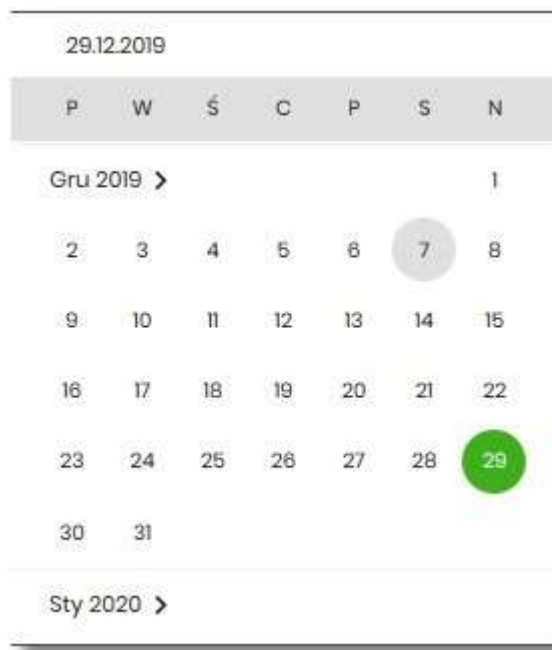 29.12.2019
P W Ś C P S N
Gru 2019 1
2 3 4 5 6 7 8
9 10 11 12 13 14 15
16 17 18 19 20 21 22
23 24 25 26 27 28 29
30 31
Sty 2020